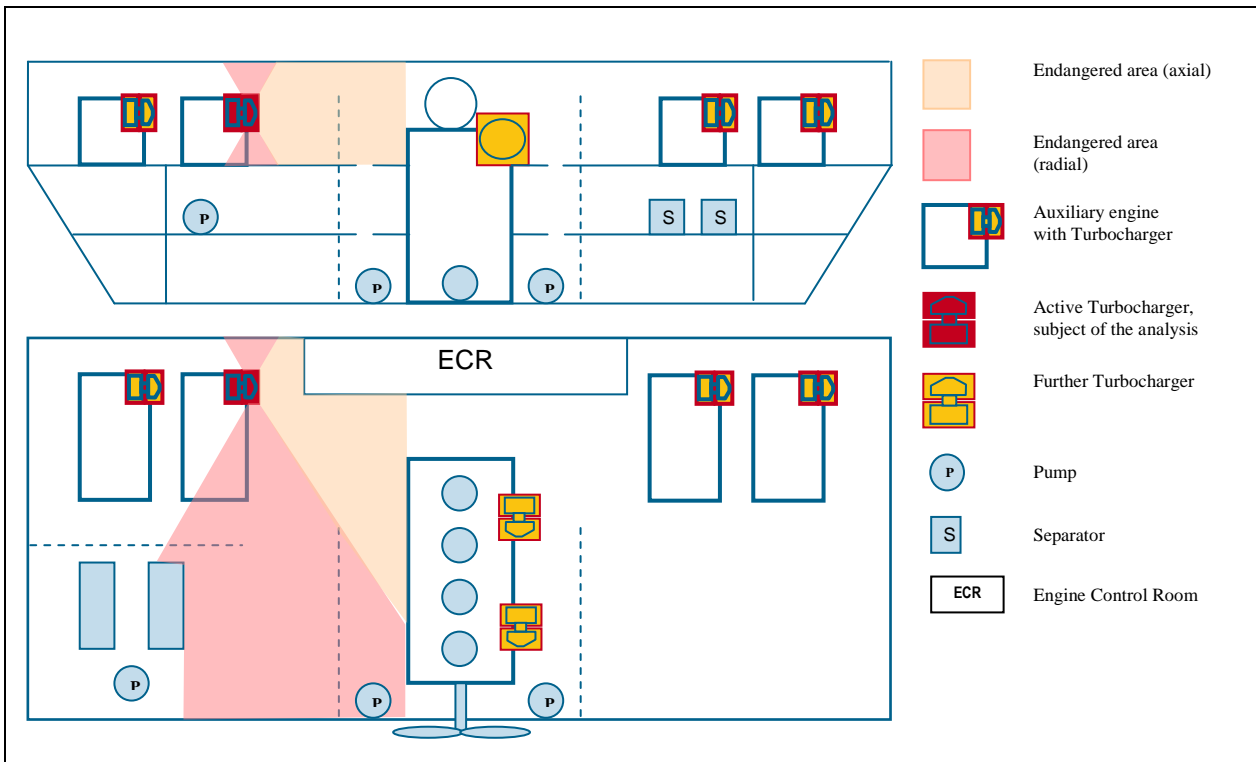 P
S S
P P
ECR
P
P P
Endangered area (axial)
Endangered area
(radial)
Auxiliary engine
with Turbocharger
Active Turbocharger,
subject of the analysis
Further Turbocharger
P
Pump
S
Separator
ECR
Engine Control Room